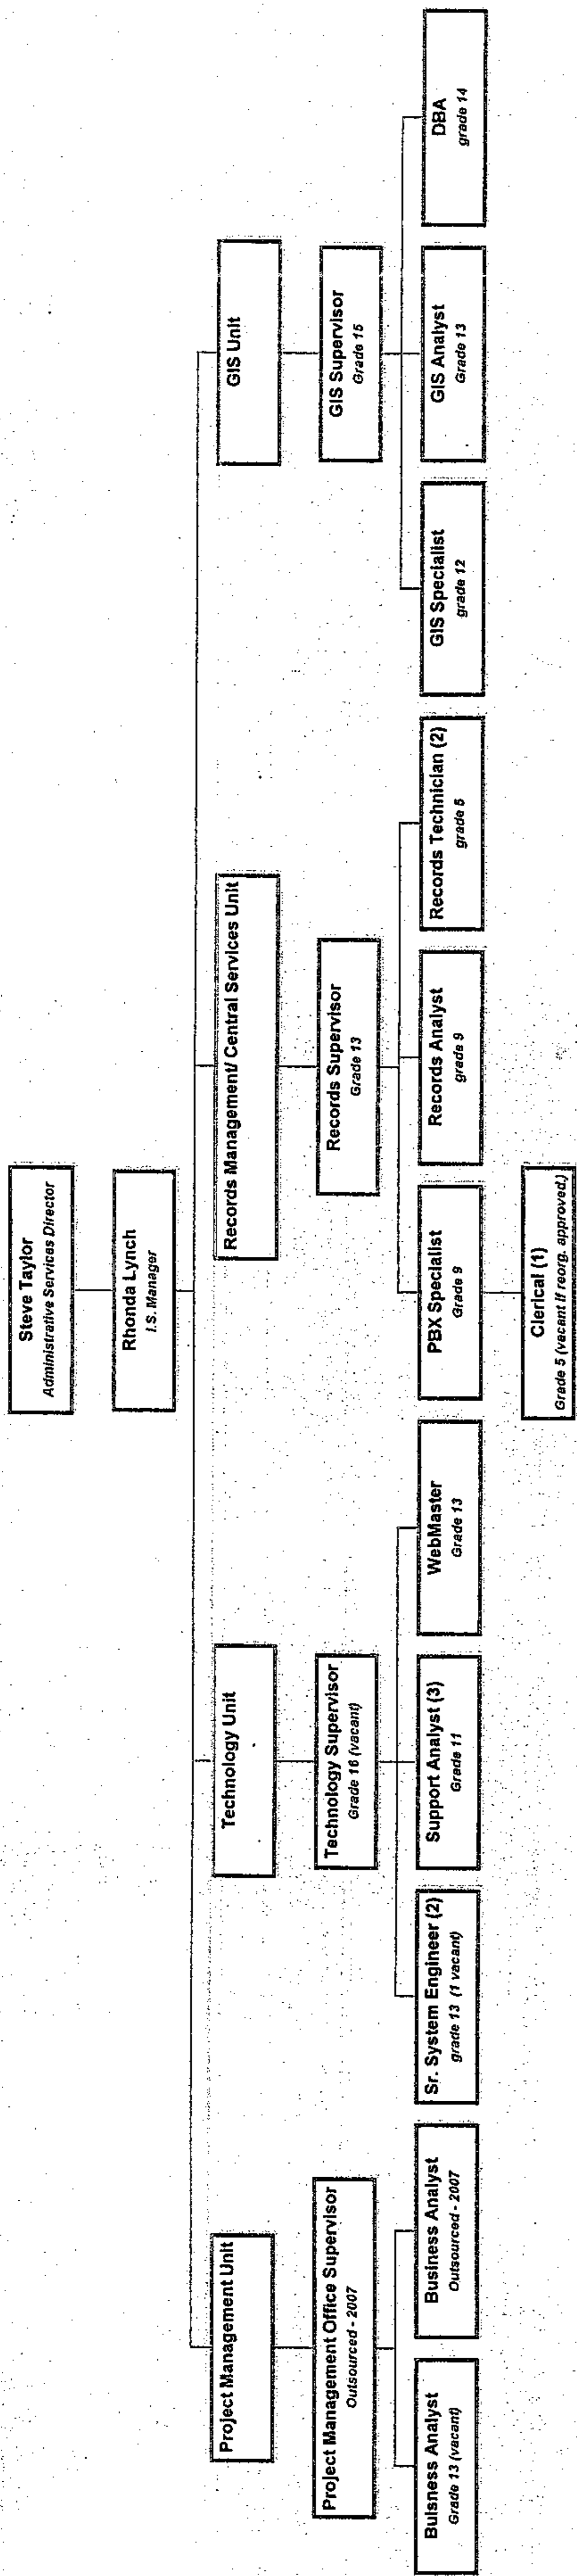 Steve Taylor
Administrative Services Director
Rhonda Lynch
I.S. Manager
Project Management Unit
Technology Unit
Records Management/ Central Services Unit
GIS Unit
Project Management Office Supervisor
Outsourced - 2007
Technology Supervisor
Grade 16 (vacant)
Records Supervisor
Grade 13
GIS Supervisor
Grade 15
Buisness Analyst
Grade 13 (vacant)
Business Analyst
Outsourced - 2007
Sr. System Engineer (2)
grade 13 (1 vacant)
Support Analyst (3)
Grade 11
WebMaster
Grade 13
PBX Specialist
Grade 9
Records Analyst
grade 9
Records Technician (2)
grade 5
GIS Specialist
grade 12
GIS Analyst
Grade 13
DBA
grade 14
Clerical (1)
Grade 5 (vacant if reorg. approved.)